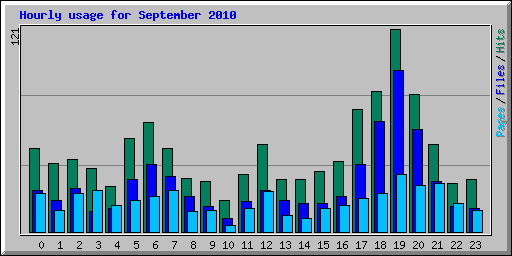 Hourly usage for September 2010
121
Pages / Files / Hits
0 1 2 3 4 5 6 7 8 9 10 11 12 13 14 15 16 17 18 19 20 21 22 23